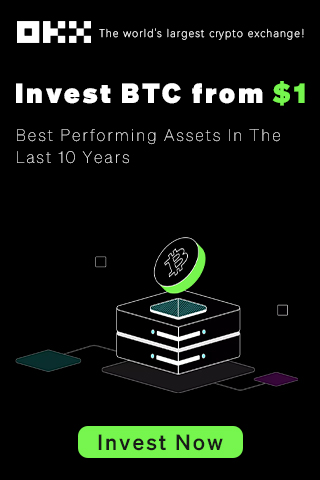 OKX The world's largest crypto exchange!
Invest BTC from $1
Best Performing Assets In The
Last 10 Years
Invest Now